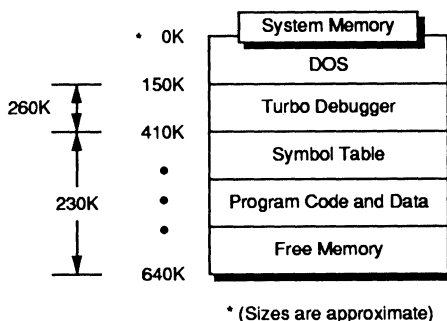 System Memory
* 0K
DOS
150K
260K
Turbo Debugger
410K
Symbol Table
230K
Program Code and Data
Free Memory
640K
* (Sizes are approximate)